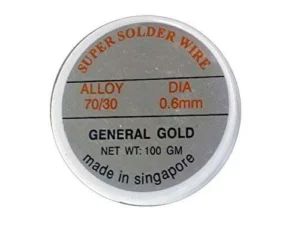 SUPER SOLDER WIRE
ALLOY DIA
70/30 0.6mm
GENERAL GOLD
NET WT: 100 GM
made in singapore